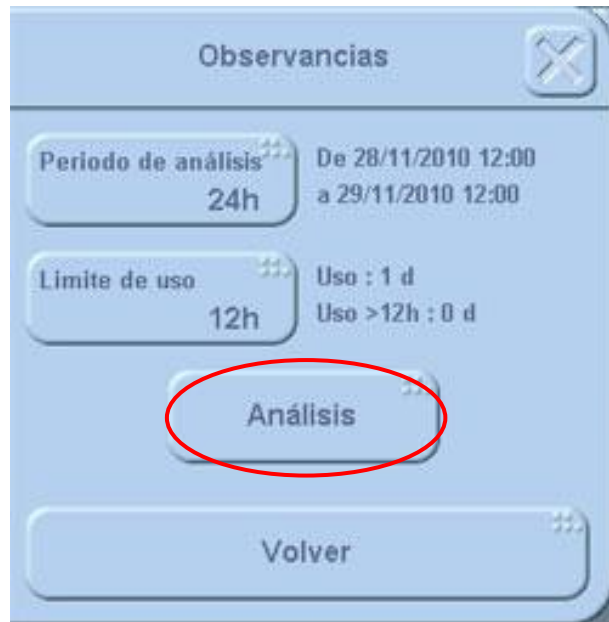 Observancias
Periodo de análisis
24h
De 28/11/2010 12:00
a 29/11/2010 12:00
Limite de uso
12h
Uso : 1 d
Uso >12h : 0 d
Análisis
Volver